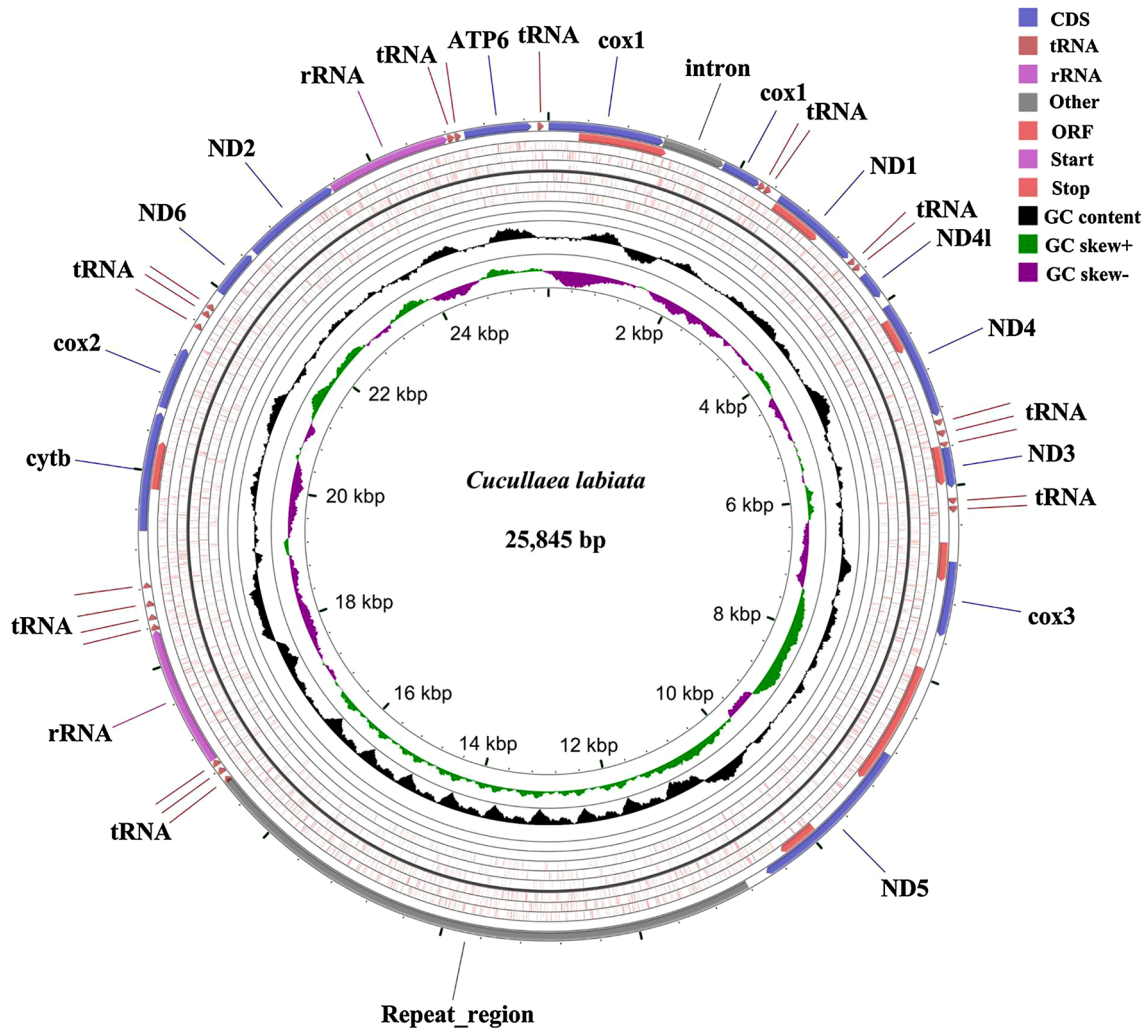 tRNA
ATP6
tRNA
cox1
intron
cox1
tRNA
rRNA
ND2
ND1
tRNA
ND4l
ND6
tRNA
ND4
cox2
tRNA
ND3
cytb
tRNA
cox3
tRNA
rRNA
tRNA
ND5
Repeat_region
CDS
tRNA
rRNA
Other
ORF
Start
Stop
GC content
GC skew+
GC skew-
2 kbp
4 kbp
6 kbp
8 kbp
10 kbp
12 kbp
14 kbp
16 kbp
18 kbp
20 kbp
22 kbp
24 kbp
Cucullaea labiata
25,845 bp